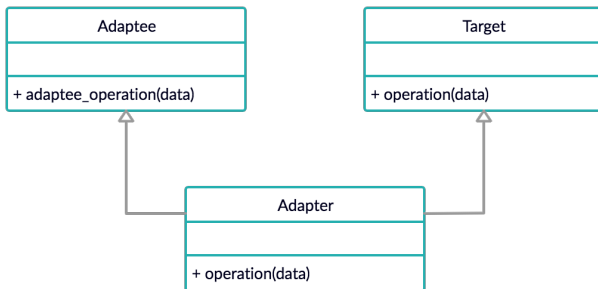 Adaptee
+ adaptee_operation(data)
Target
+ operation(data)
Adapter
+ operation(data)